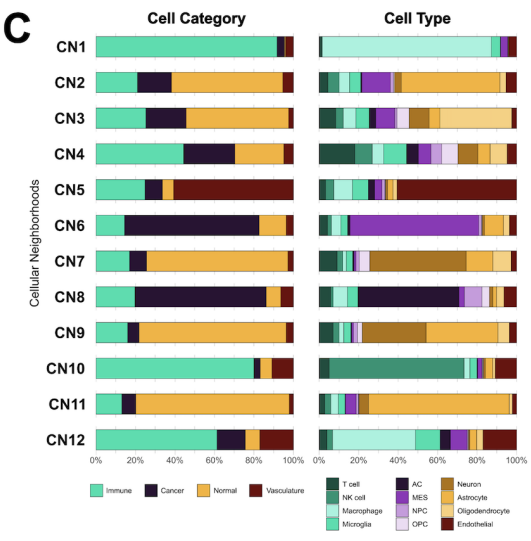 C
Cell Category
Cell Type
Cellular Neighborhoods
CN1
CN2
CN3
CN4
CN5
CN6
CN7
CN8
CN9
CN10
CN11
CN12
0% 20% 40% 60% 80% 100%
0% 20% 40% 60% 80% 100%
Immune Cancer Normal Vasculature
T cell AC Neuron
NK cell MES Astrocyte
Macrophage NPC Oligodendrocyte
Microglia OPC Endothelial